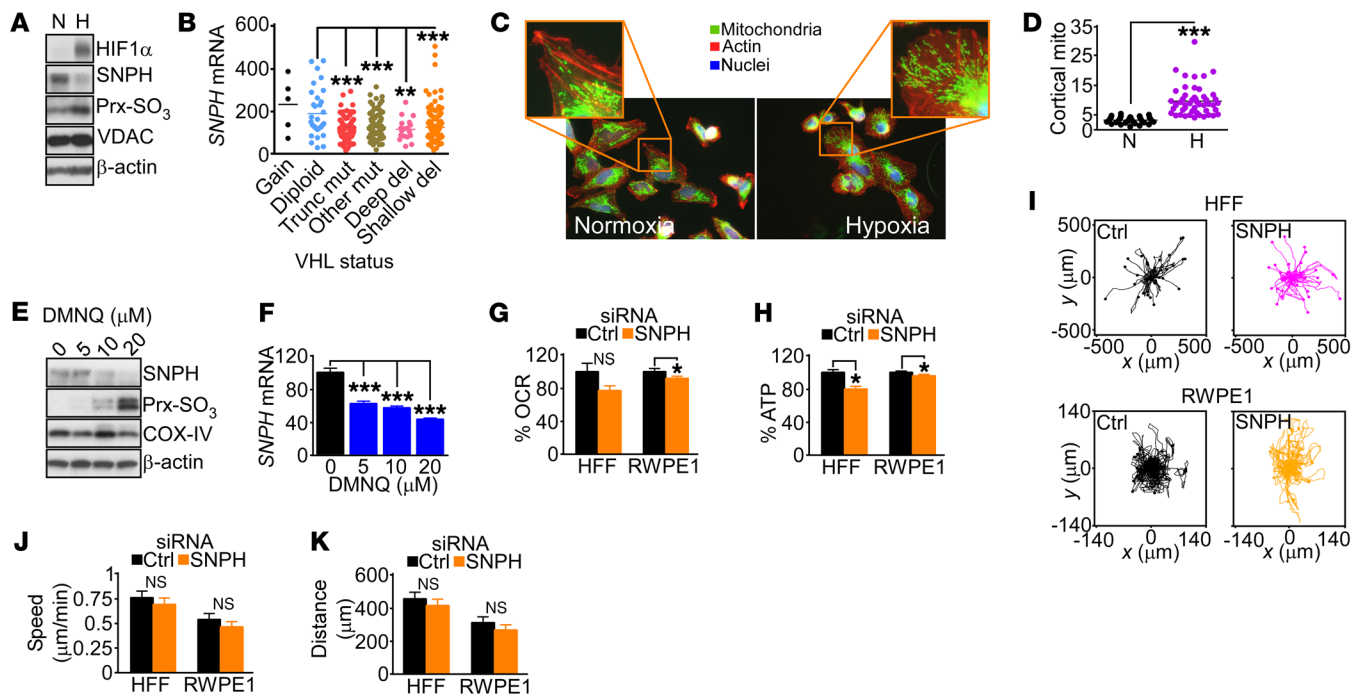 A
N H
HIF1α
SNPH
Prx-SO3
VDAC
β-actin
B
SNPH mRNA
600
400
200
0
***
***
**
***
Gain
Diploid
Trunc mut
Other mut
Deep del
Shallow del
VHL status
C
Mitochondria
Actin
Nuclei
Normoxia
Hypoxia
D
Cortical mito
35
25
15
5
0
***
N H
E
DMNQ (μM)
0 5 10 20
SNPH
Prx-SO3
COX-IV
β-actin
F
SNPH mRNA
120
80
40
0
***
***
***
0 5 10 20
DMNQ (μM)
G
siRNA
Ctrl SNPH
% OCR
120
80
40
0
NS
*
HFF RWPE1
H
siRNA
Ctrl SNPH
% ATP
120
80
40
0
*
*
HFF RWPE1
I
HFF
Ctrl
SNPH
y (μm)
500
0
-500
-500 0 500
x (μm)
-500 0 500
x (μm)
RWPE1
Ctrl
SNPH
y (μm)
140
0
-140
-140 0 140
x (μm)
-140 0 140
x (μm)
J
siRNA
Ctrl SNPH
Speed
(μm/min)
1
0.75
0.5
0.25
0
NS
NS
HFF RWPE1
K
siRNA
Ctrl SNPH
Distance
(μm)
600
400
200
0
NS
NS
HFF RWPE1